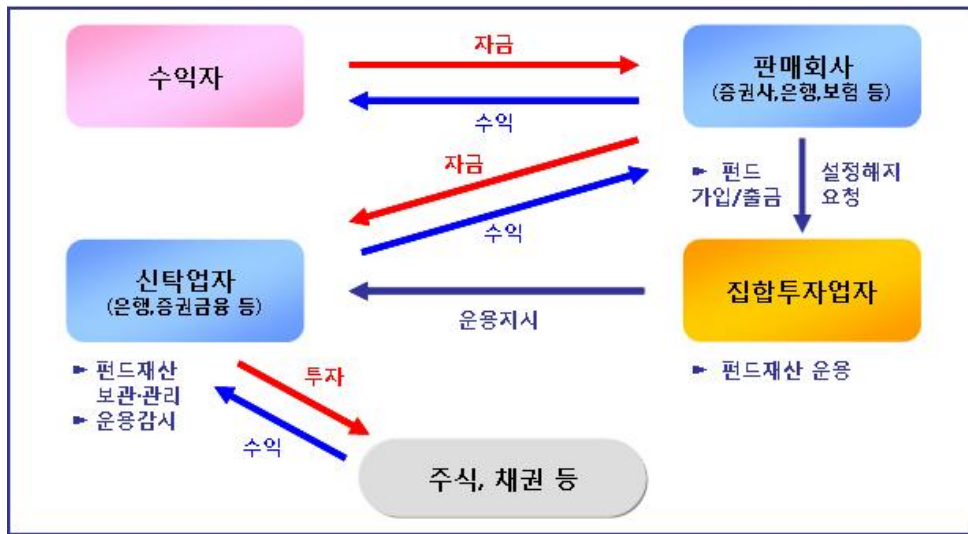 수익자
자금
수익
판매회사
(증권사,은행,보험 등)
자금
수익
► 펀드
가입/출금
설정해지
요청
신탁업자
(은행,증권금융 등)
운용지시
집합투자업자
► 펀드재산
보관·관리
► 운용감시
투자
수익
► 펀드재산 운용
주식, 채권 등